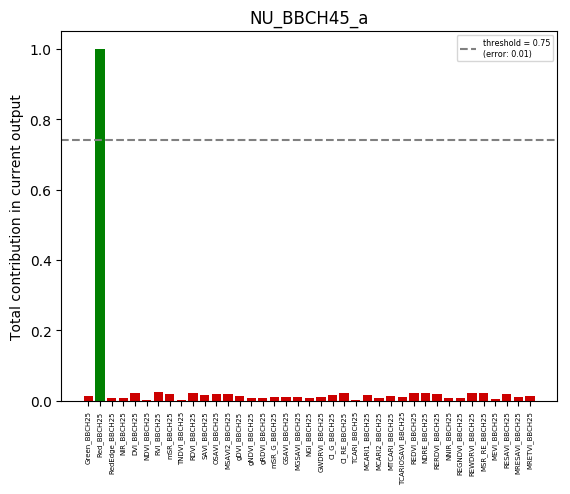 NU_BBCH45_a
threshold = 0.75
(error: 0.01)
Total contribution in current output
1.0
0.8
0.6
0.4
0.2
0.0
Green_BBCH25
Red_BBCH25
RedEdge_BBCH25
NIR_BBCH25
DVI_BBCH25
NDVI_BBCH25
RVI_BBCH25
mSR_BBCH25
TNDVI_BBCH25
RDVI_BBCH25
SAVI_BBCH25
OSAVI_BBCH25
MSAVI2_BBCH25
gDVI_BBCH25
gNDVI_BBCH25
gRDVI_BBCH25
mSR_G_BBCH25
GSAVI_BBCH25
MGSAVI_BBCH25
NGI_BBCH25
GWDRVI_BBCH25
CI_G_BBCH25
CI_RE_BBCH25
TCARI_BBCH25
MCARI1_BBCH25
MCARI2_BBCH25
MTCARI_BBCH25
TCARIOSAVI_BBCH25
REDVI_BBCH25
NDRE_BBCH25
RERDVI_BBCH25
NNIR_BBCH25
REGNDVI_BBCH25
REWDRVI_BBCH25
MSR_RE_BBCH25
MEVI_BBCH25
RESAVI_BBCH25
MRESAVI_BBCH25
MRETVI_BBCH25